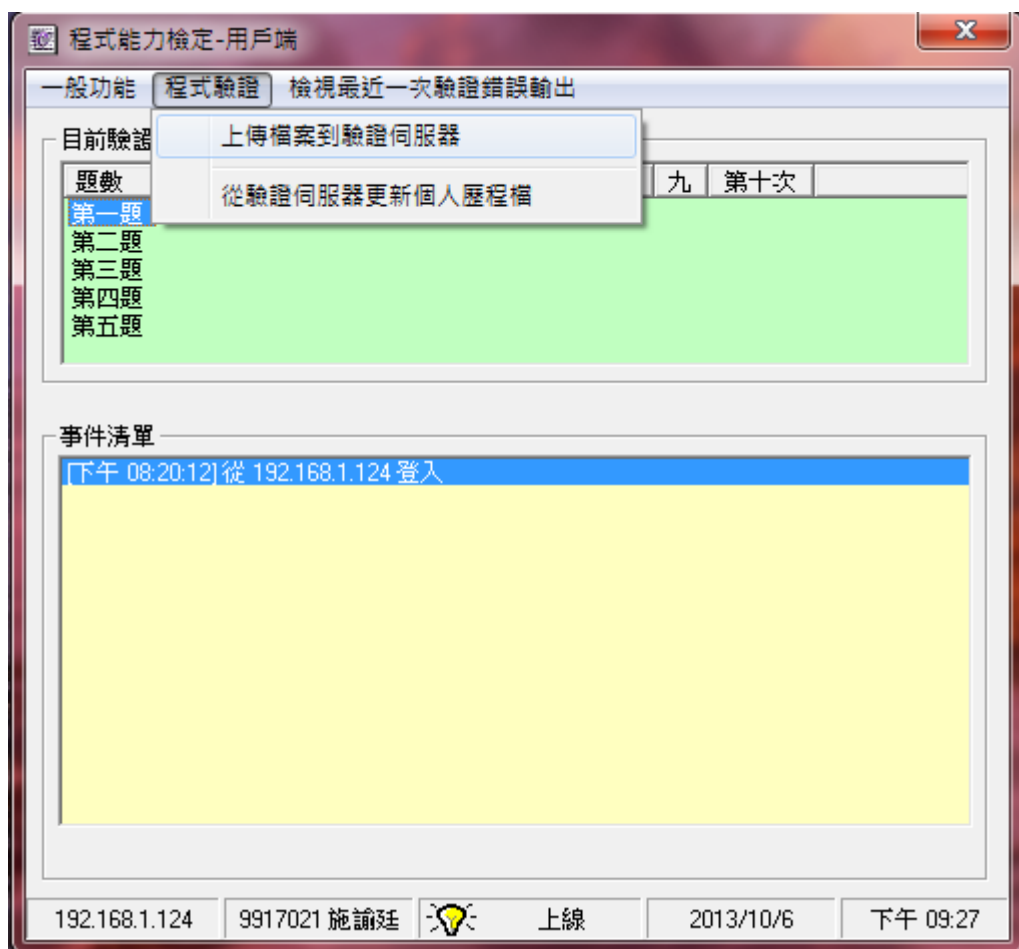 程式能力檢定-用戶端
一般功能 程式驗證 檢視最近一次驗證錯誤輸出
上傳檔案到驗證伺服器
從驗證伺服器更新個人歷程檔
目前驗證
題數 九 第十次
第一題
第二題
第三題
第四題
第五題
事件清單
[下午 08:20:12] 從 192.168.1.124 登入
192.168.1.124 9917021 施諭廷 上線 2013/10/6 下午 09:27